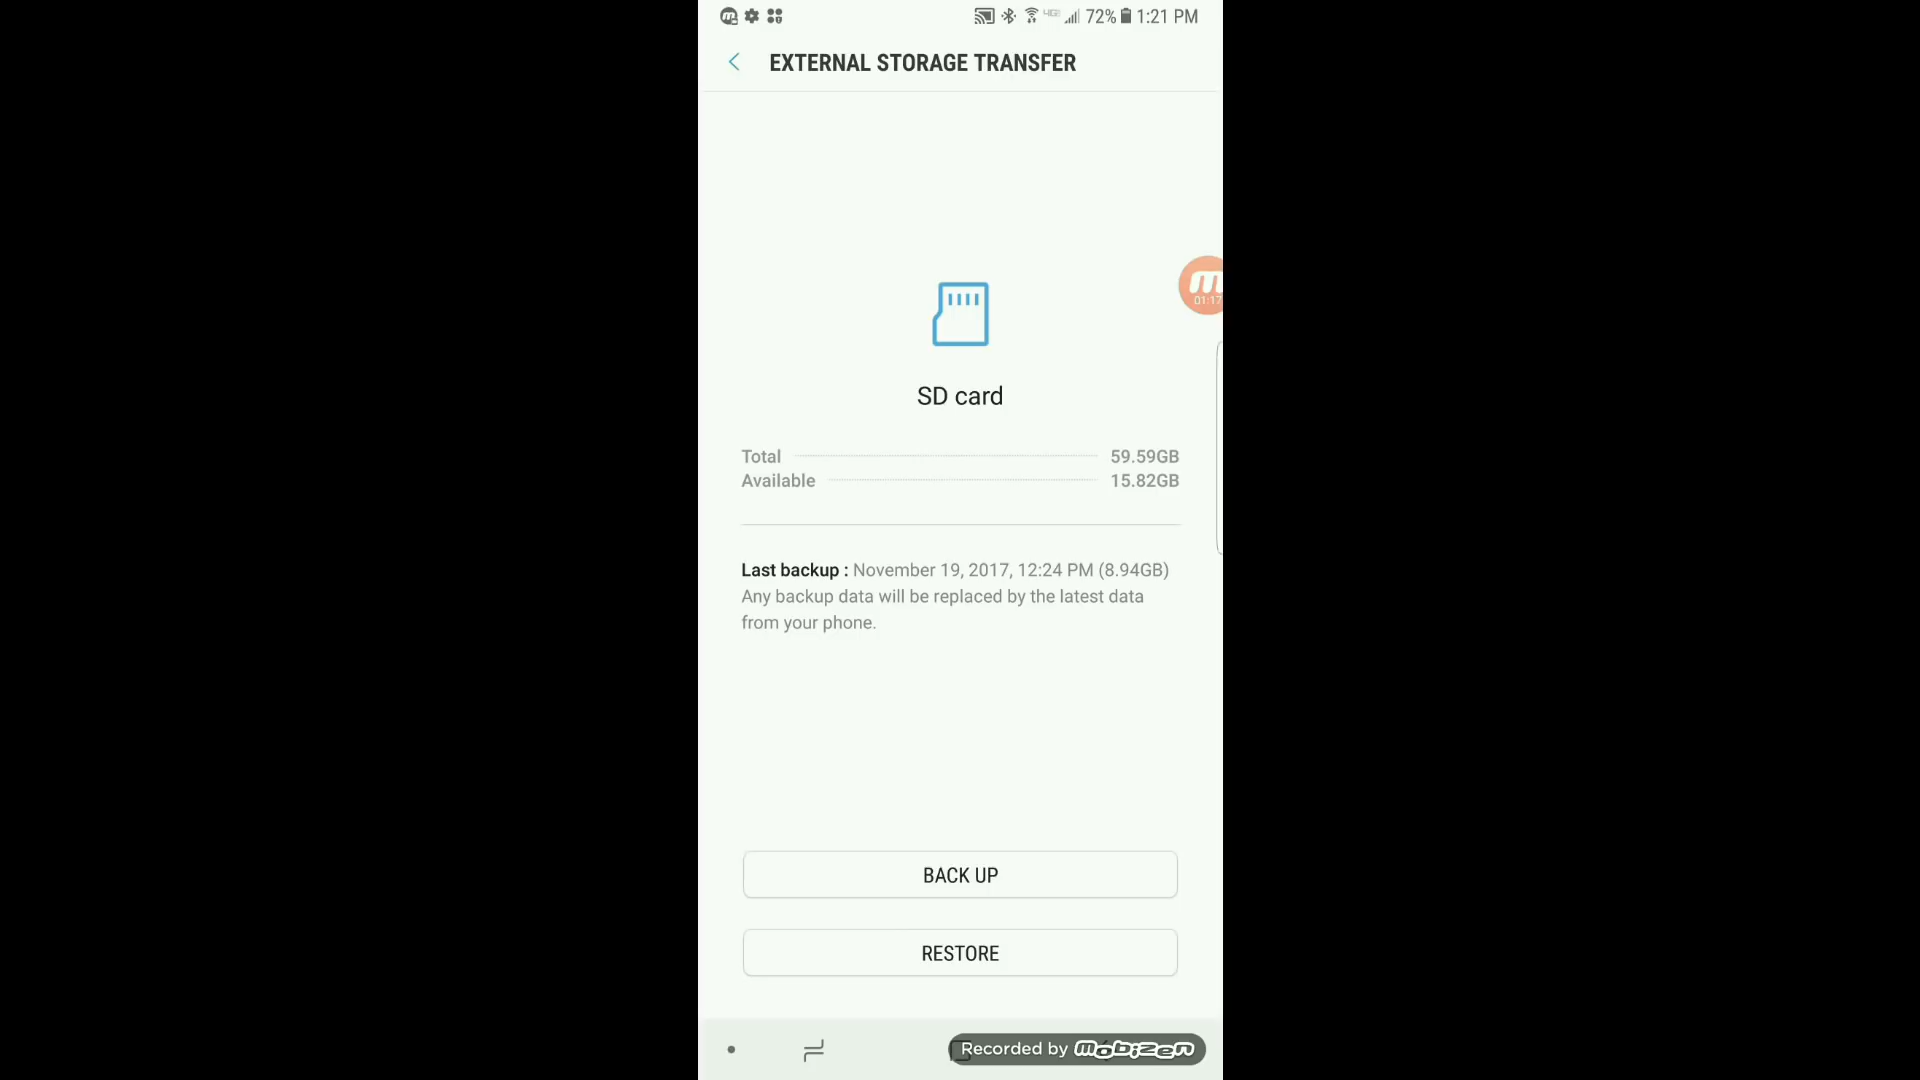 72% 1:21 PM
EXTERNAL STORAGE TRANSFER
01:17
SD card
Total 59.59GB
Available 15.82GB
Last backup : November 19, 2017, 12:24 PM (8.94GB)
Any backup data will be replaced by the latest data
from your phone.
BACK UP
RESTORE
Recorded by mobizen